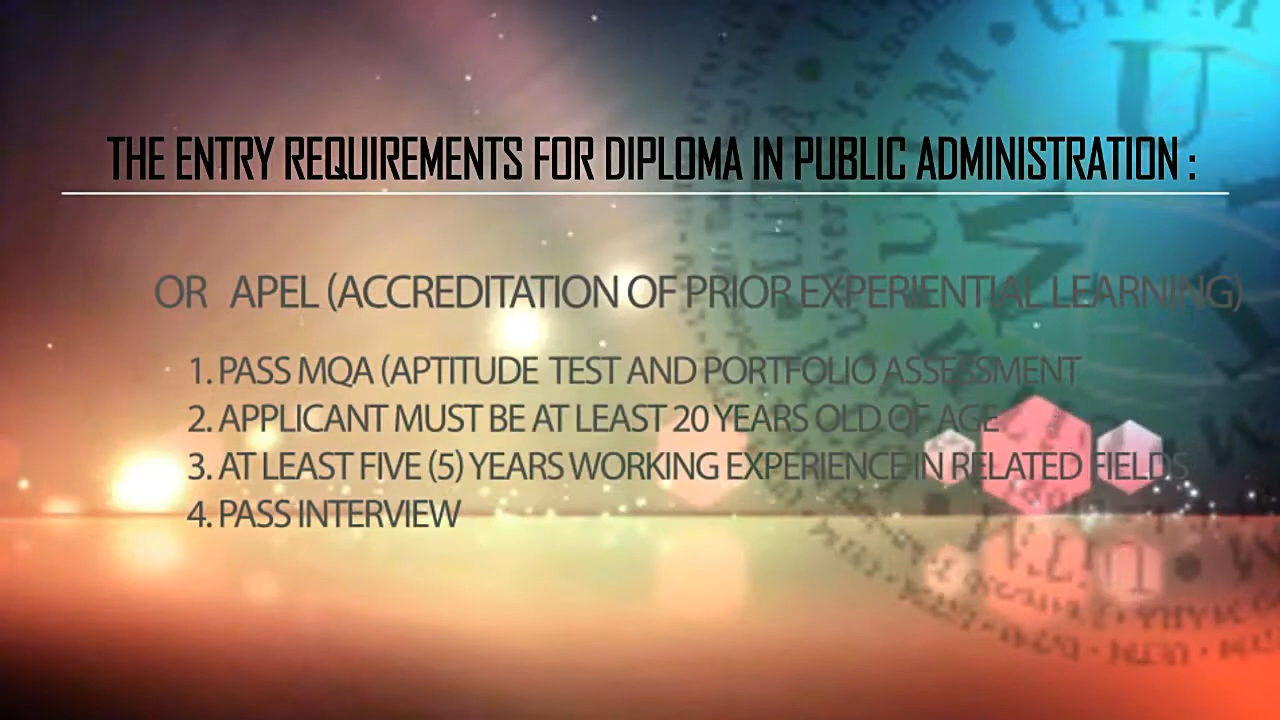 THE ENTRY REQUIREMENTS FOR DIPLOMA IN PUBLIC ADMINISTRATION :
OR APEL (ACCREDITATION OF PRIOR EXPERIENTIAL LEARNING)
1. PASS MQA (APTITUDE TEST AND PORTFOLIO ASSESSMENT
2. APPLICANT MUST BE AT LEAST 20 YEARS OLD OF AGE
3. AT LEAST FIVE (5) YEARS WORKING EXPERIENCE IN RELATED FIELDS
4. PASS INTERVIEW